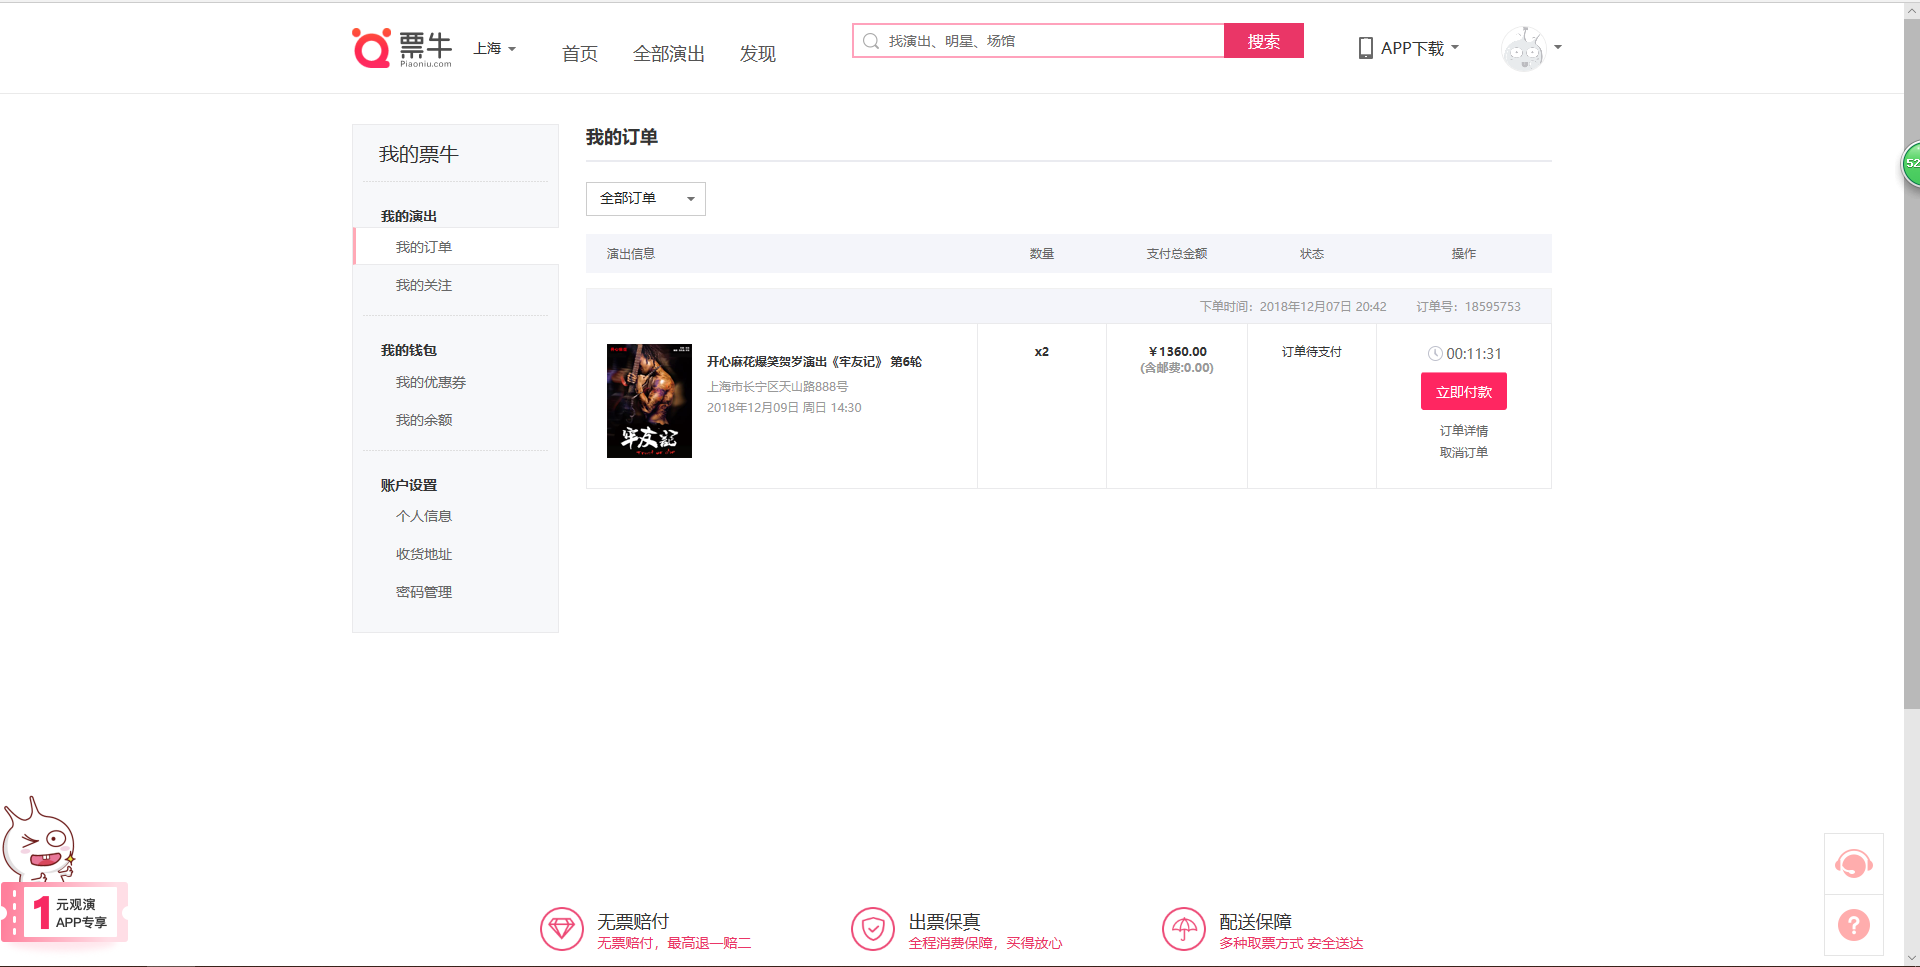 票牛
Piaoniu.com
上海
首页
全部演出
发现
找演出、明星、场馆
搜索
APP下载
52
我的票牛
我的演出
我的订单
我的关注
我的钱包
我的优惠券
我的余额
账户设置
个人信息
收货地址
密码管理
我的订单
全部订单
演出信息 数量 支付总金额 状态 操作
下单时间：2018年12月07日 20:42 订单号：18595753
牢友記
开心麻花爆笑贺岁演出《牢友记》 第6轮
上海市长宁区天山路888号
2018年12月09日 周日 14:30
x2
￥1360.00
(含邮费:0.00)
订单待支付
00:11:31
立即付款
订单详情
取消订单
1
元观演
APP专享
无票赔付
无票赔付，最高退一赔二
出票保真
全程消费保障，买得放心
配送保障
多种取票方式 安全送达
?